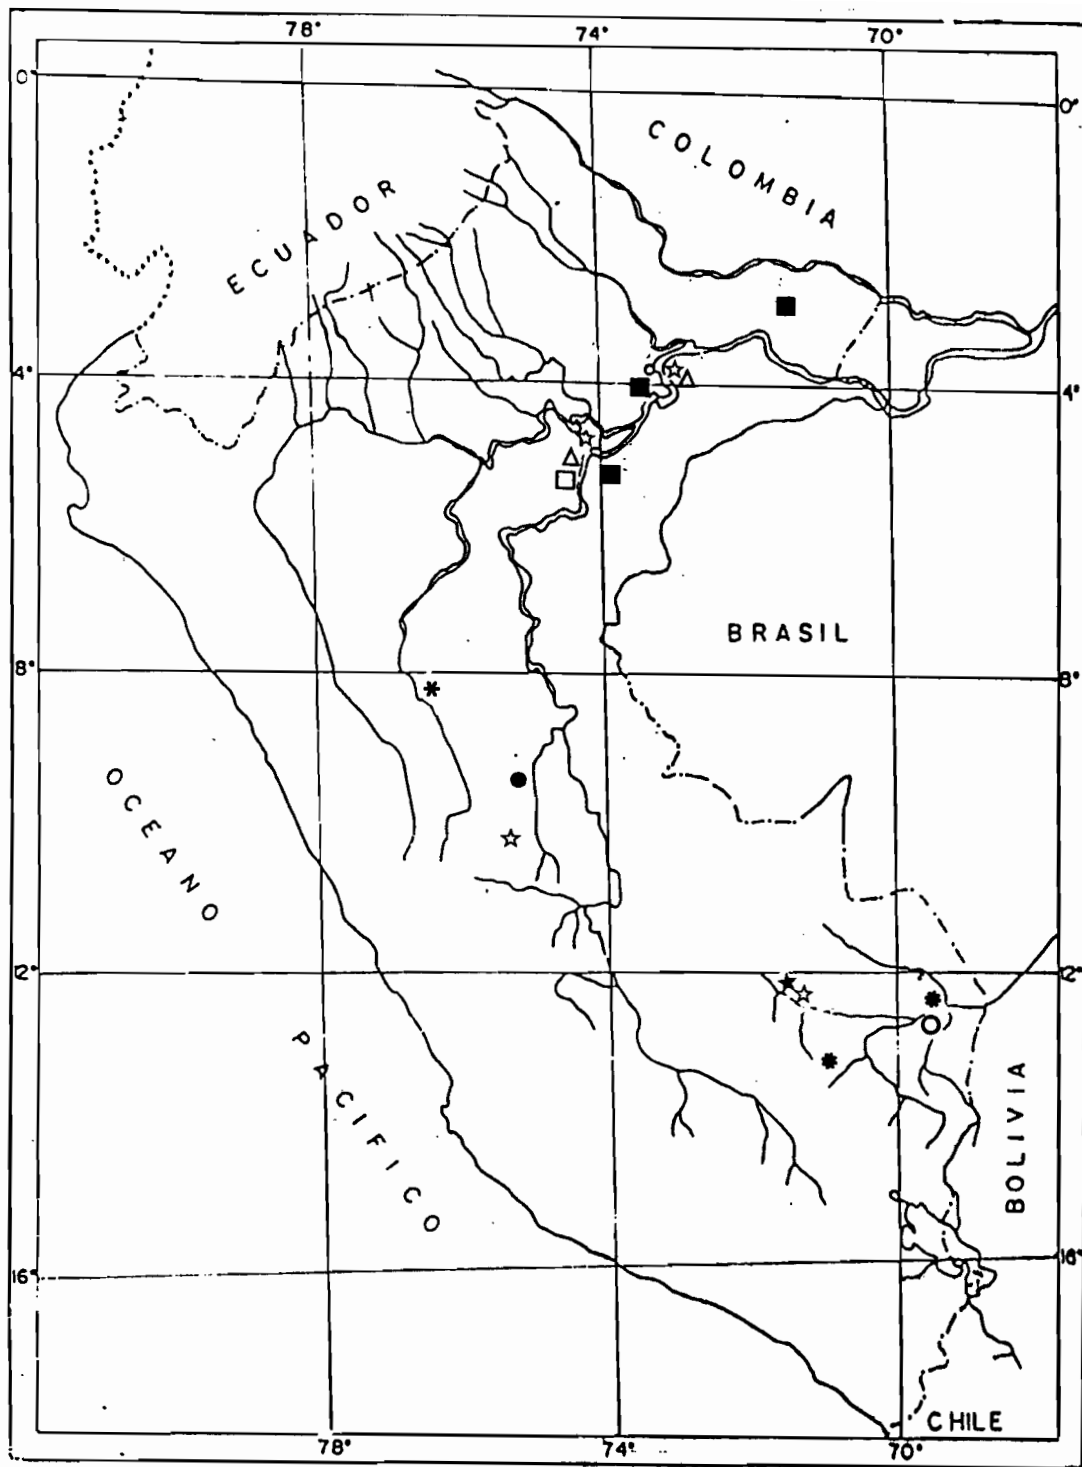 78° 74° 70°
0° 0°
COLOMBIA
ECUADOR
4° 4°
BRASIL
8° 8°
OCEANO
12° 12°
PACIFICO
BOLIVIA
16° 16°
CHILE
78° 74° 70°